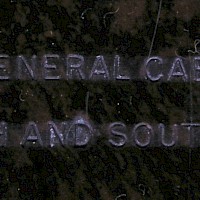 ENERAL CAB
H AND SOUT